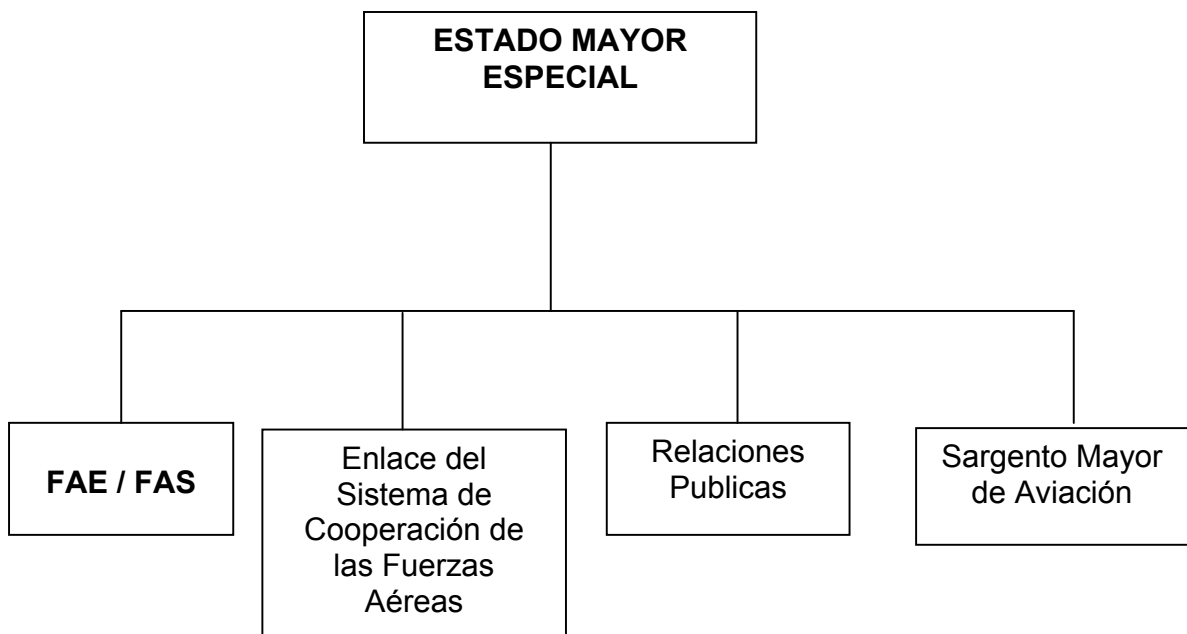 ESTADO MAYOR
ESPECIAL
FAE / FAS
Enlace del
Sistema de
Cooperación de
las Fuerzas
Aéreas
Relaciones
Publicas
Sargento Mayor
de Aviación